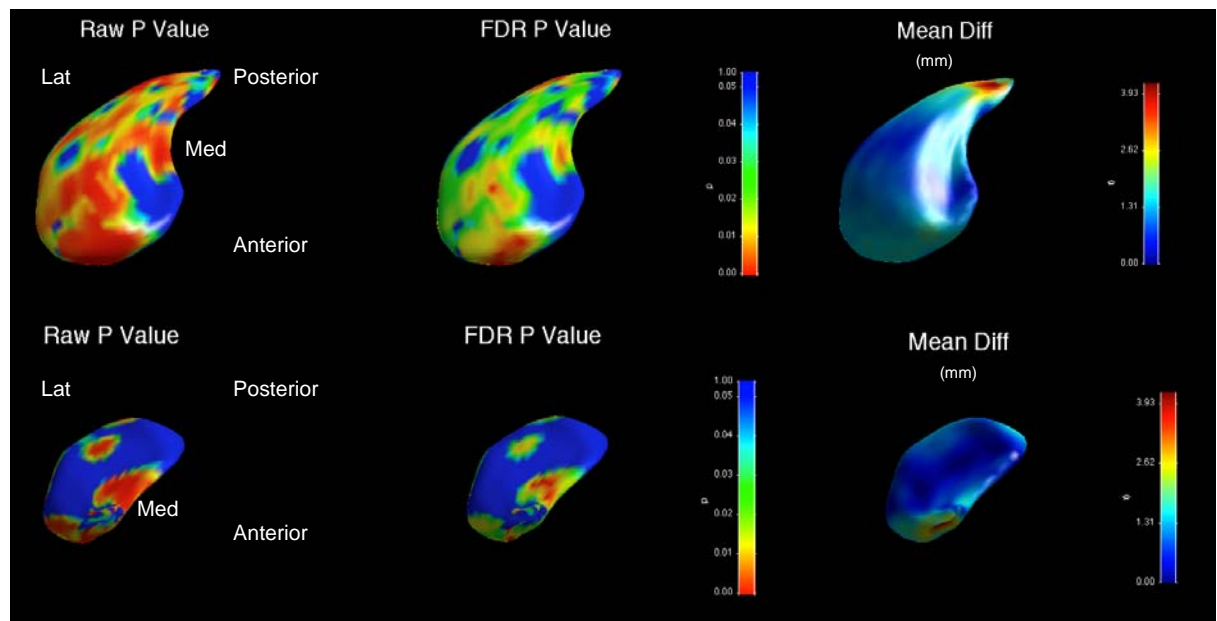 Raw P Value
FDR P Value
Mean Diff
(mm)
Lat
Posterior
Med
Anterior
1.00
0.05
0.04
0.03
0.02
0.01
0.00
p
3.93
2.62
1.31
0.00
Raw P Value
FDR P Value
Mean Diff
(mm)
Lat
Posterior
Med
Anterior
1.00
0.05
0.04
0.03
0.02
0.01
0.00
3.93
2.62
1.31
0.00